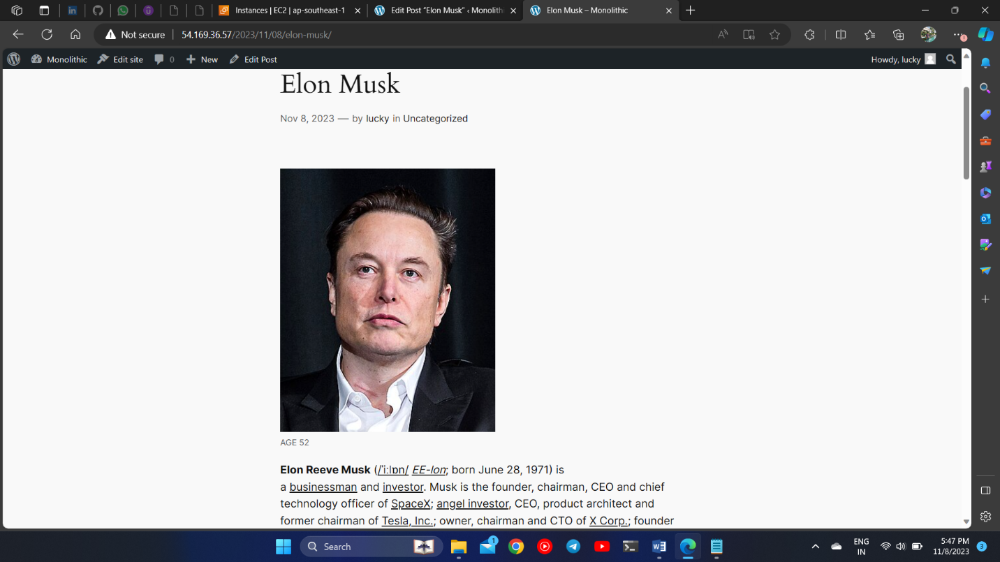 Instances | EC2 | ap-southeast-1
Edit Post “Elon Musk” ‹ Monolithi
Elon Musk – Monolithic
Not secure
54.169.36.57/2023/11/08/elon-musk/
Monolithic
Edit site
0
New
Edit Post
Howdy, lucky
Elon Musk
Nov 8, 2023 — by lucky in Uncategorized
AGE 52
Elon Reeve Musk (/ˈiːlɒn/ EE-lon; born June 28, 1971) is
a businessman and investor. Musk is the founder, chairman, CEO and chief
technology officer of SpaceX; angel investor, CEO, product architect and
former chairman of Tesla, Inc.; owner, chairman and CTO of X Corp.; founder
Search
1
ENG
IN
5:47 PM
11/8/2023
3